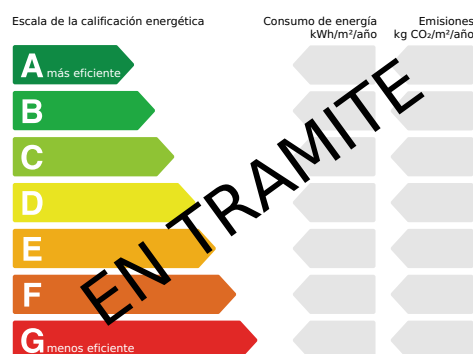 Escala de la calificación energética
Consumo de energía
kWh/m²/año
Emisiones
kg CO₂/m²/año
A más eficiente
B
C
D
E
F
G menos eficiente
EN TRAMITE